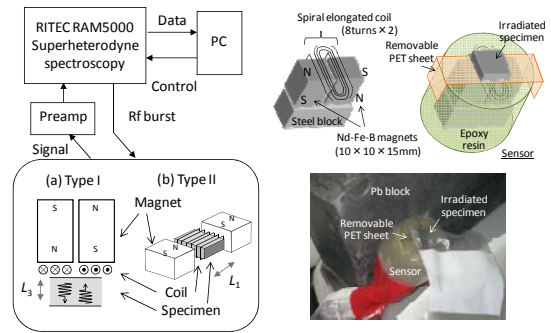 RITEC RAM5000
Superheterodyne
spectroscopy
Data
PC
Control
Preamp
Rf burst
Signal
(a) Type I
(b) Type II
Magnet
S
N
N
S
N
S
N
S
L3
L1
Coil
Specimen
Spiral elongated coil
(8turns×2)
N
S
S
N
Steel block
Nd-Fe-B magnets
(10×10×15mm)
Irradiated
specimen
Removable
PET sheet
Epoxy
resin
Sensor
Pb block
Irradiated
specimen
Removable
PET sheet
Sensor